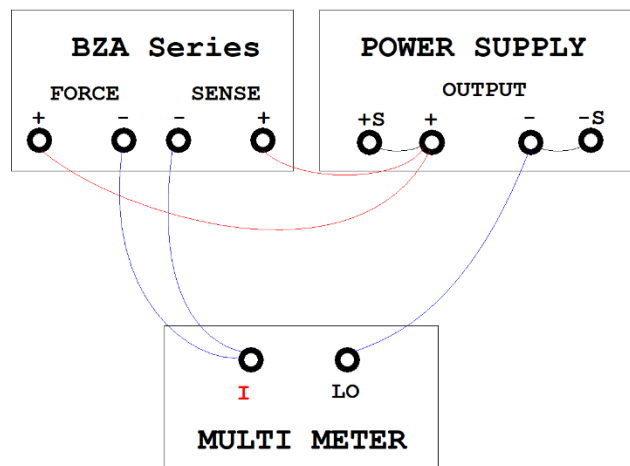 BZA Series
FORCE SENSE
+ - - +
POWER SUPPLY
OUTPUT
+S + - -S
I LO
MULTI METER